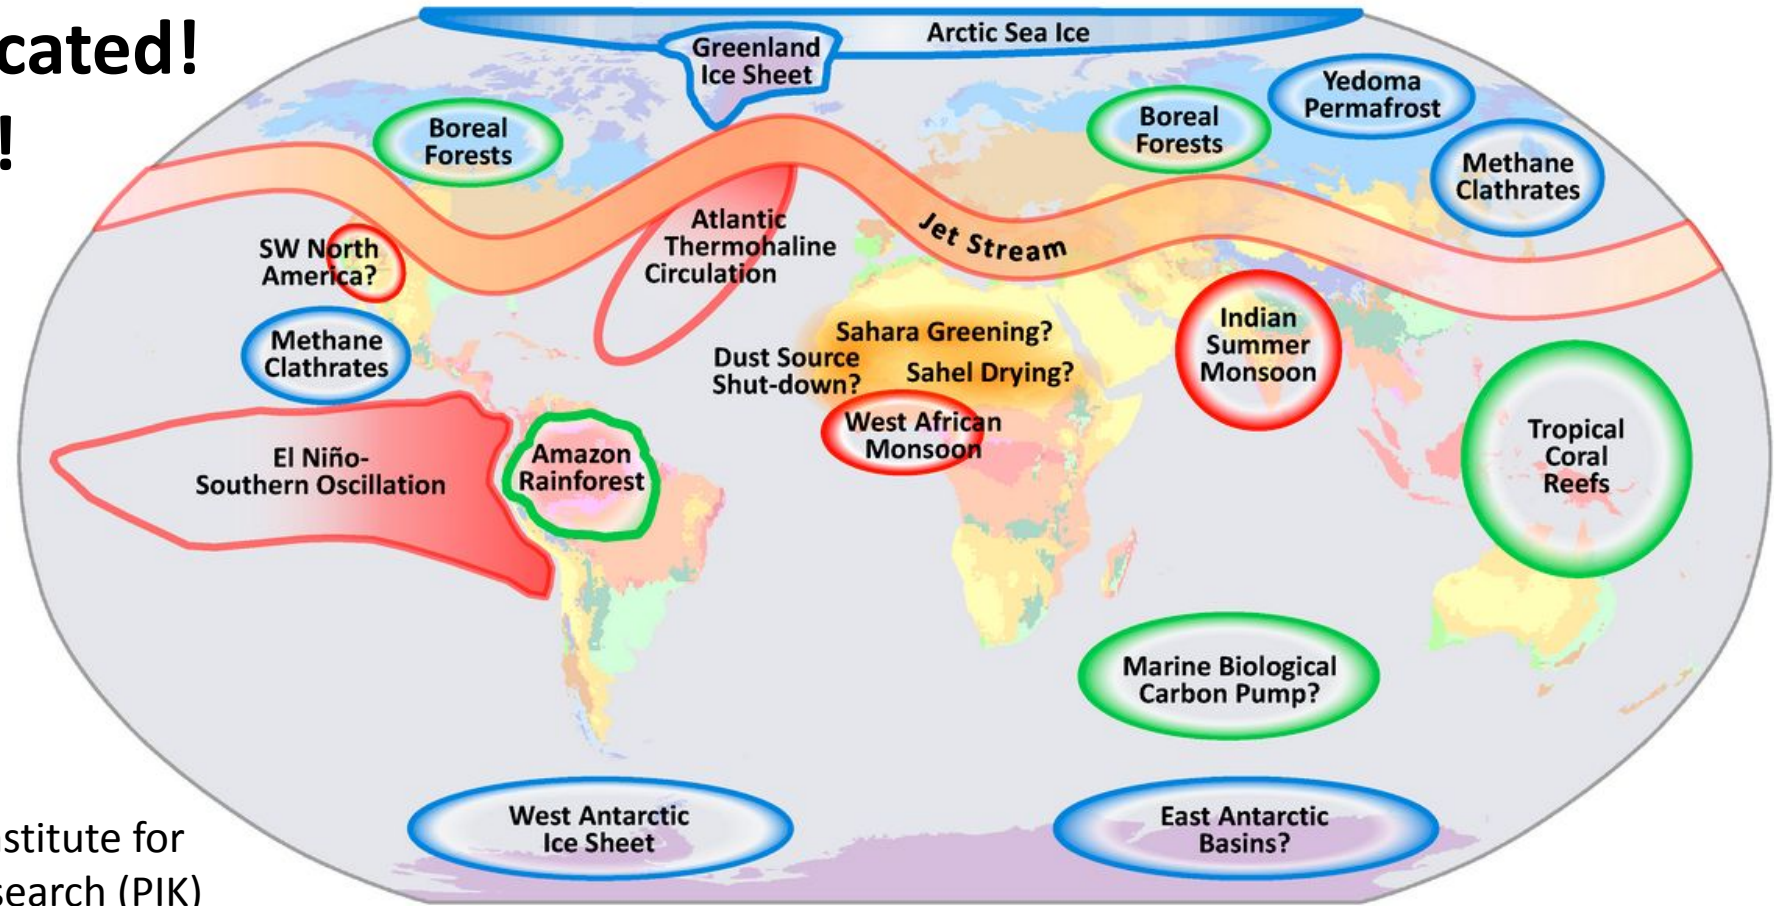 cated!
!
Arctic Sea Ice
Greenland
Ice Sheet
Yedoma
Permafrost
Boreal
Forests
Boreal
Forests
Methane
Clathrates
Atlantic
Thermohaline
Circulation
Jet Stream
SW North
America?
Methane
Clathrates
Sahara Greening?
Dust Source
Shut-down?
Sahel Drying?
Indian
Summer
Monsoon
West African
Monsoon
Tropical
Coral
Reefs
El Niño-
Southern Oscillation
Amazon
Rainforest
Marine Biological
Carbon Pump?
West Antarctic
Ice Sheet
East Antarctic
Basins?
stitute for
search (PIK)